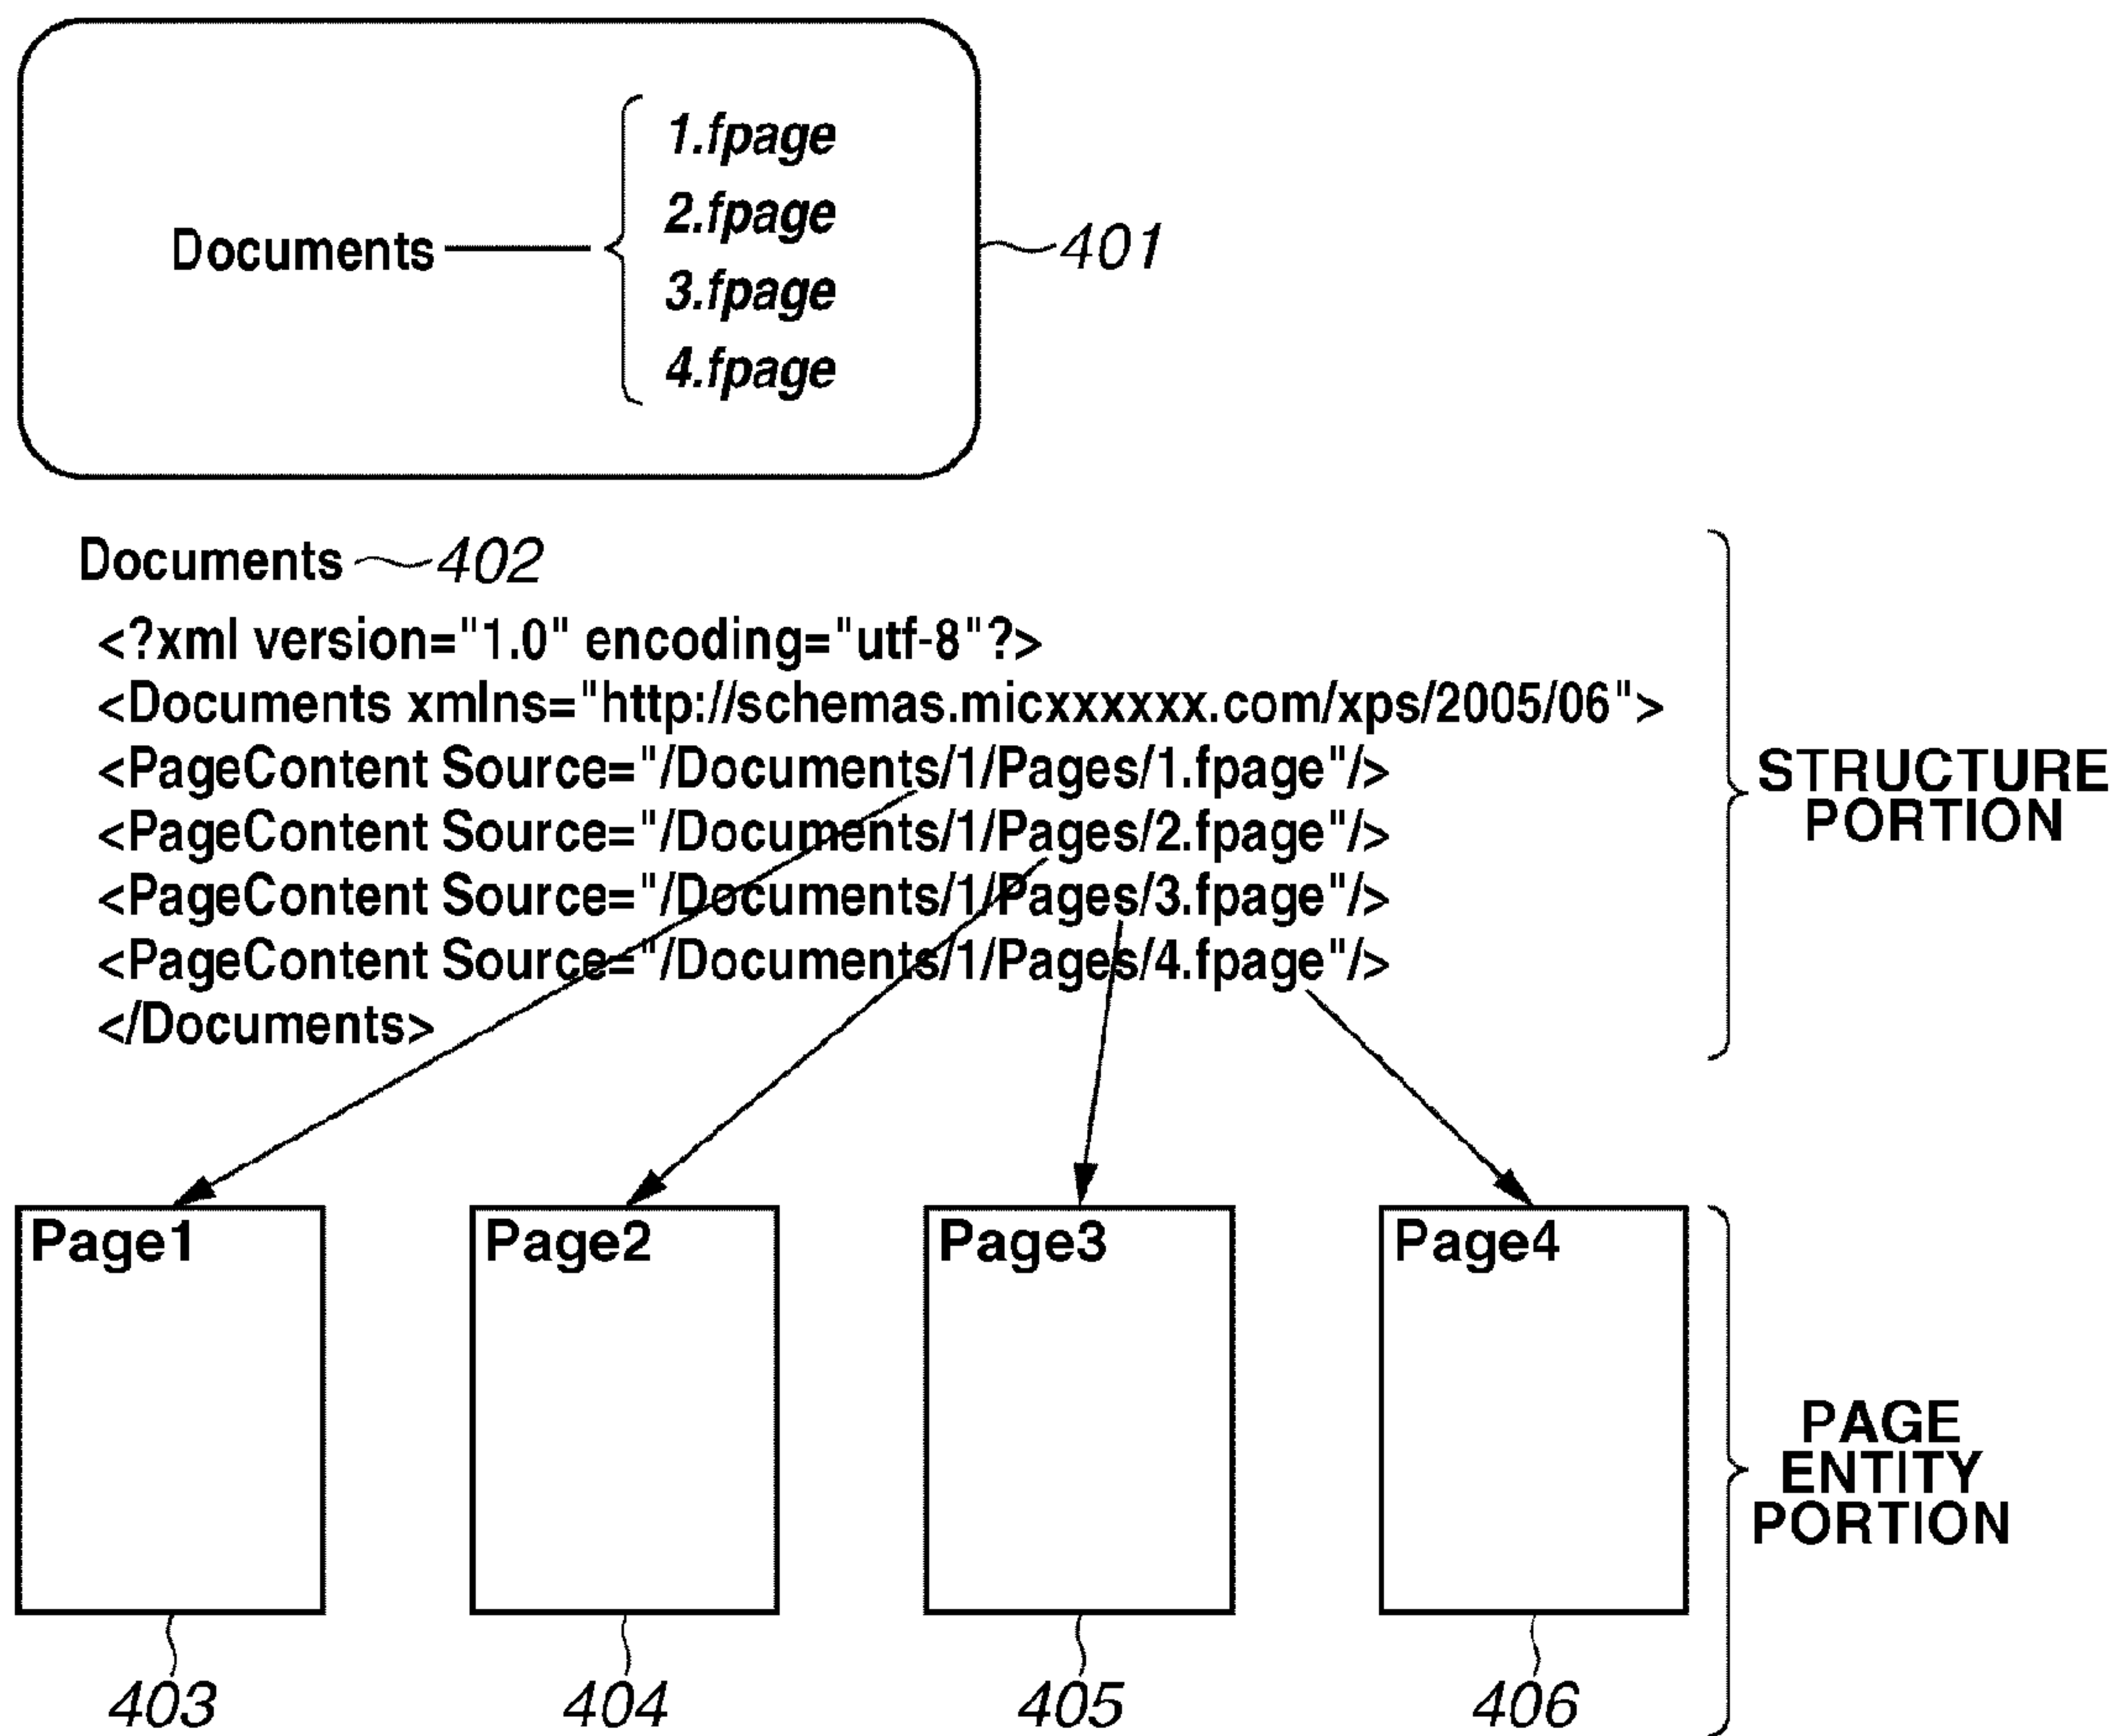 1.fpage
2.fpage
Documents
401
3.fpage
4.fpage
Documents 402
<?xml version="1.0" encoding="utf-8"?>
<Documents xmlns="http://schemas.micxxxxxx.com/xps/2005/06">
<PageContent Source="/Documents/1/Pages/1.fpage"/>
<PageContent Source="/Documents/1/Pages/2.fpage"/>
<PageContent Source="/Documents/1/Pages/3.fpage"/>
<PageContent Source="/Documents/1/Pages/4.fpage"/>
</Documents>
STRUCTURE
PORTION
Page1
Page2
Page3
Page4
PAGE
ENTITY
PORTION
403
404
405
406